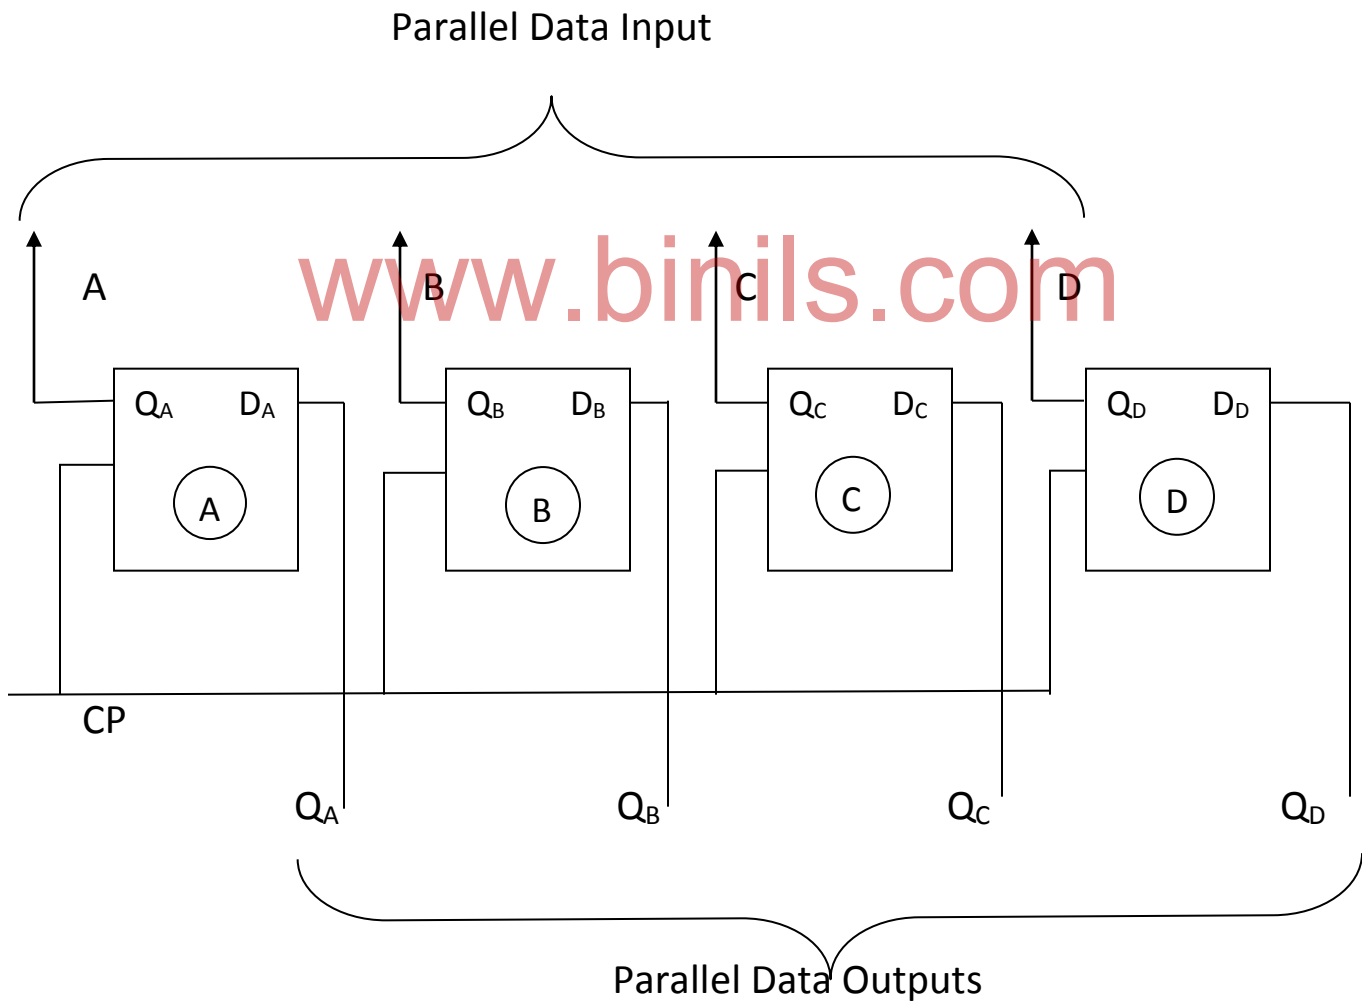 Parallel Data Input
A B C D
www.binils.com
QA DA QB DB QC DC QD DD
A B C D
CP
QA QB QC QD
Parallel Data Outputs